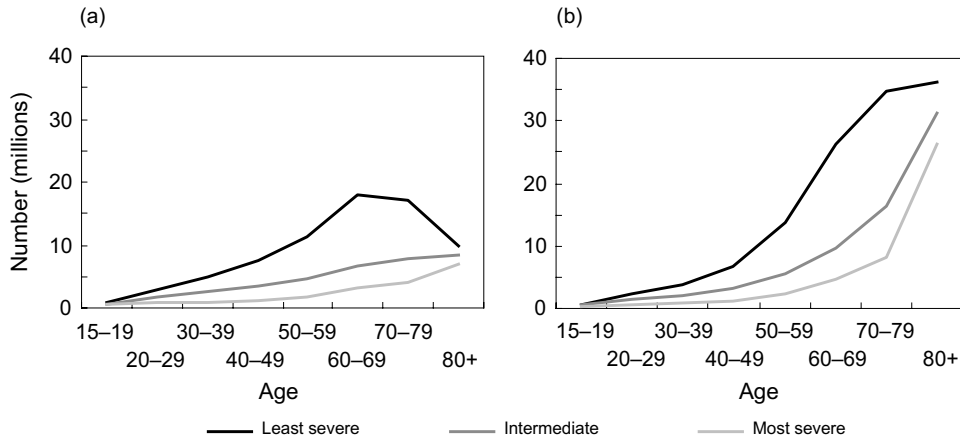 (a)
Number (millions)
40
30
20
10
0
15–19 30–39 50–59 70–79
20–29 40–49 60–69 80+
Age
(b)
40
30
20
10
0
15–19 30–39 50–59 70–79
20–29 40–49 60–69 80+
Age
Least severe Intermediate Most severe